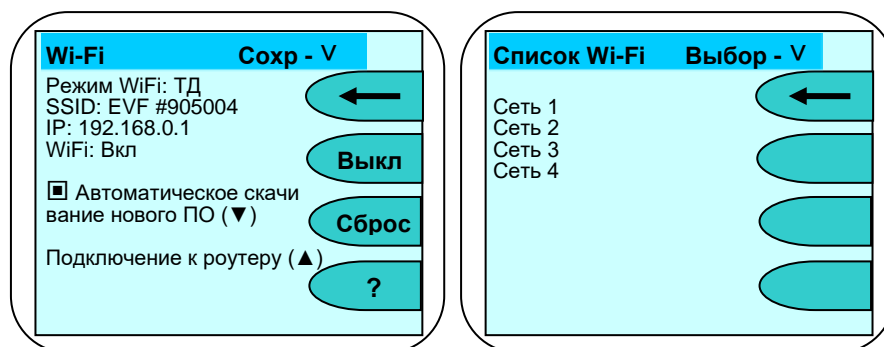 Wi-Fi Сохр - V
Режим WiFi: ТД
SSID: EVF #905004
IP: 192.168.0.1
WiFi: Вкл
Выкл
▣ Автоматическое скачи
вание нового ПО (▼)
Сброс
Подключение к роутеру (▲)
?
Список Wi-Fi Выбор - V
Сеть 1
Сеть 2
Сеть 3
Сеть 4